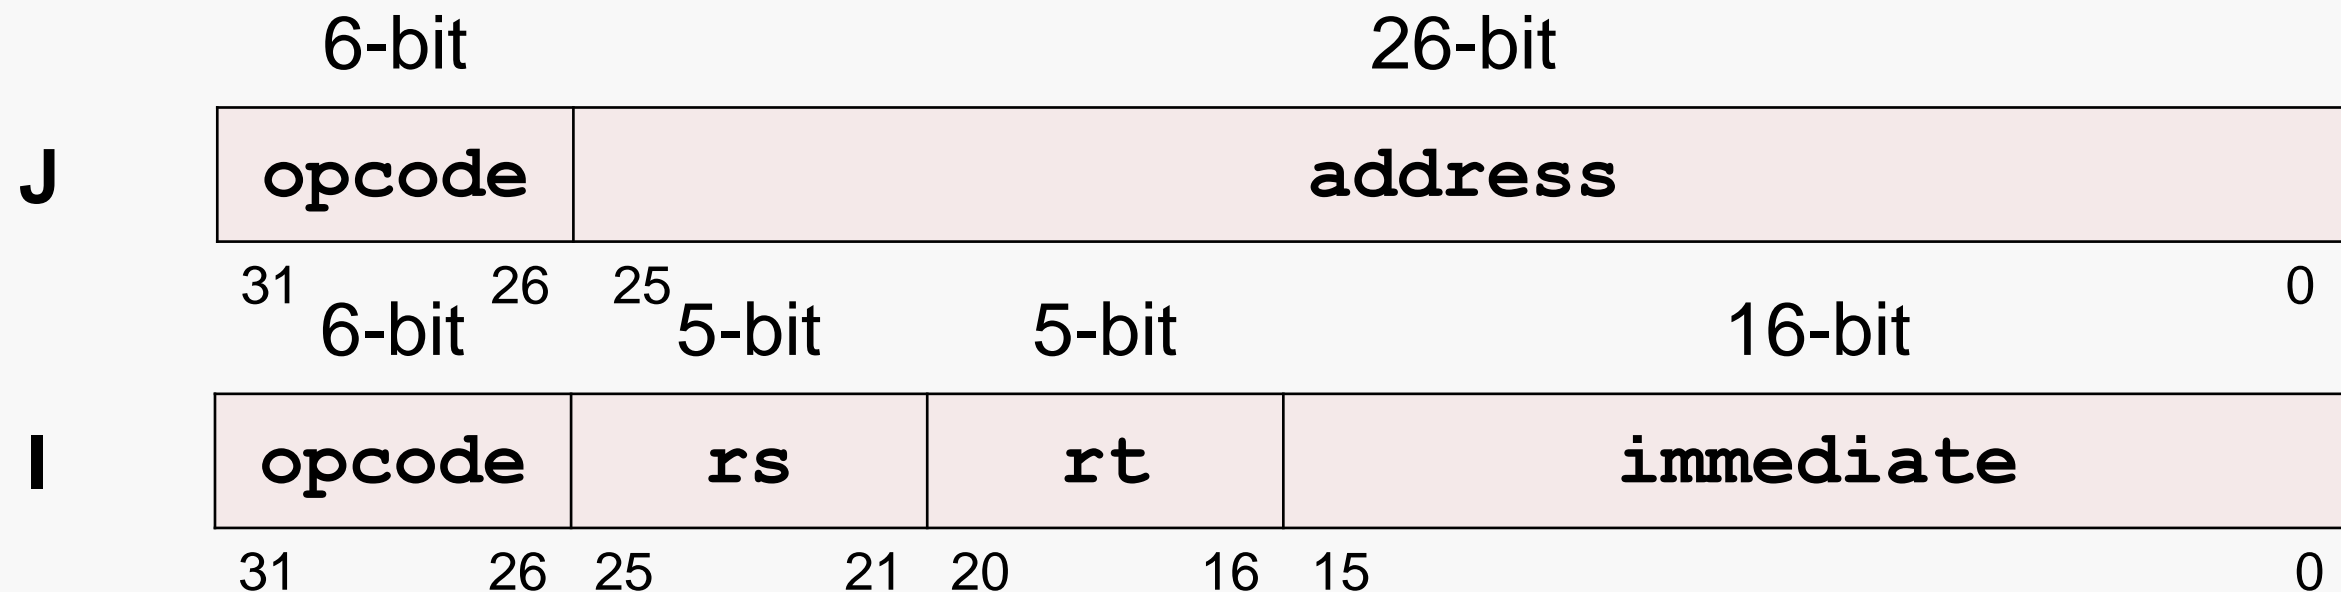 6-bit 26-bit
J opcode address
31 26 25 0
6-bit 5-bit 5-bit 16-bit
I opcode rs rt immediate
31 26 25 21 20 16 15 0